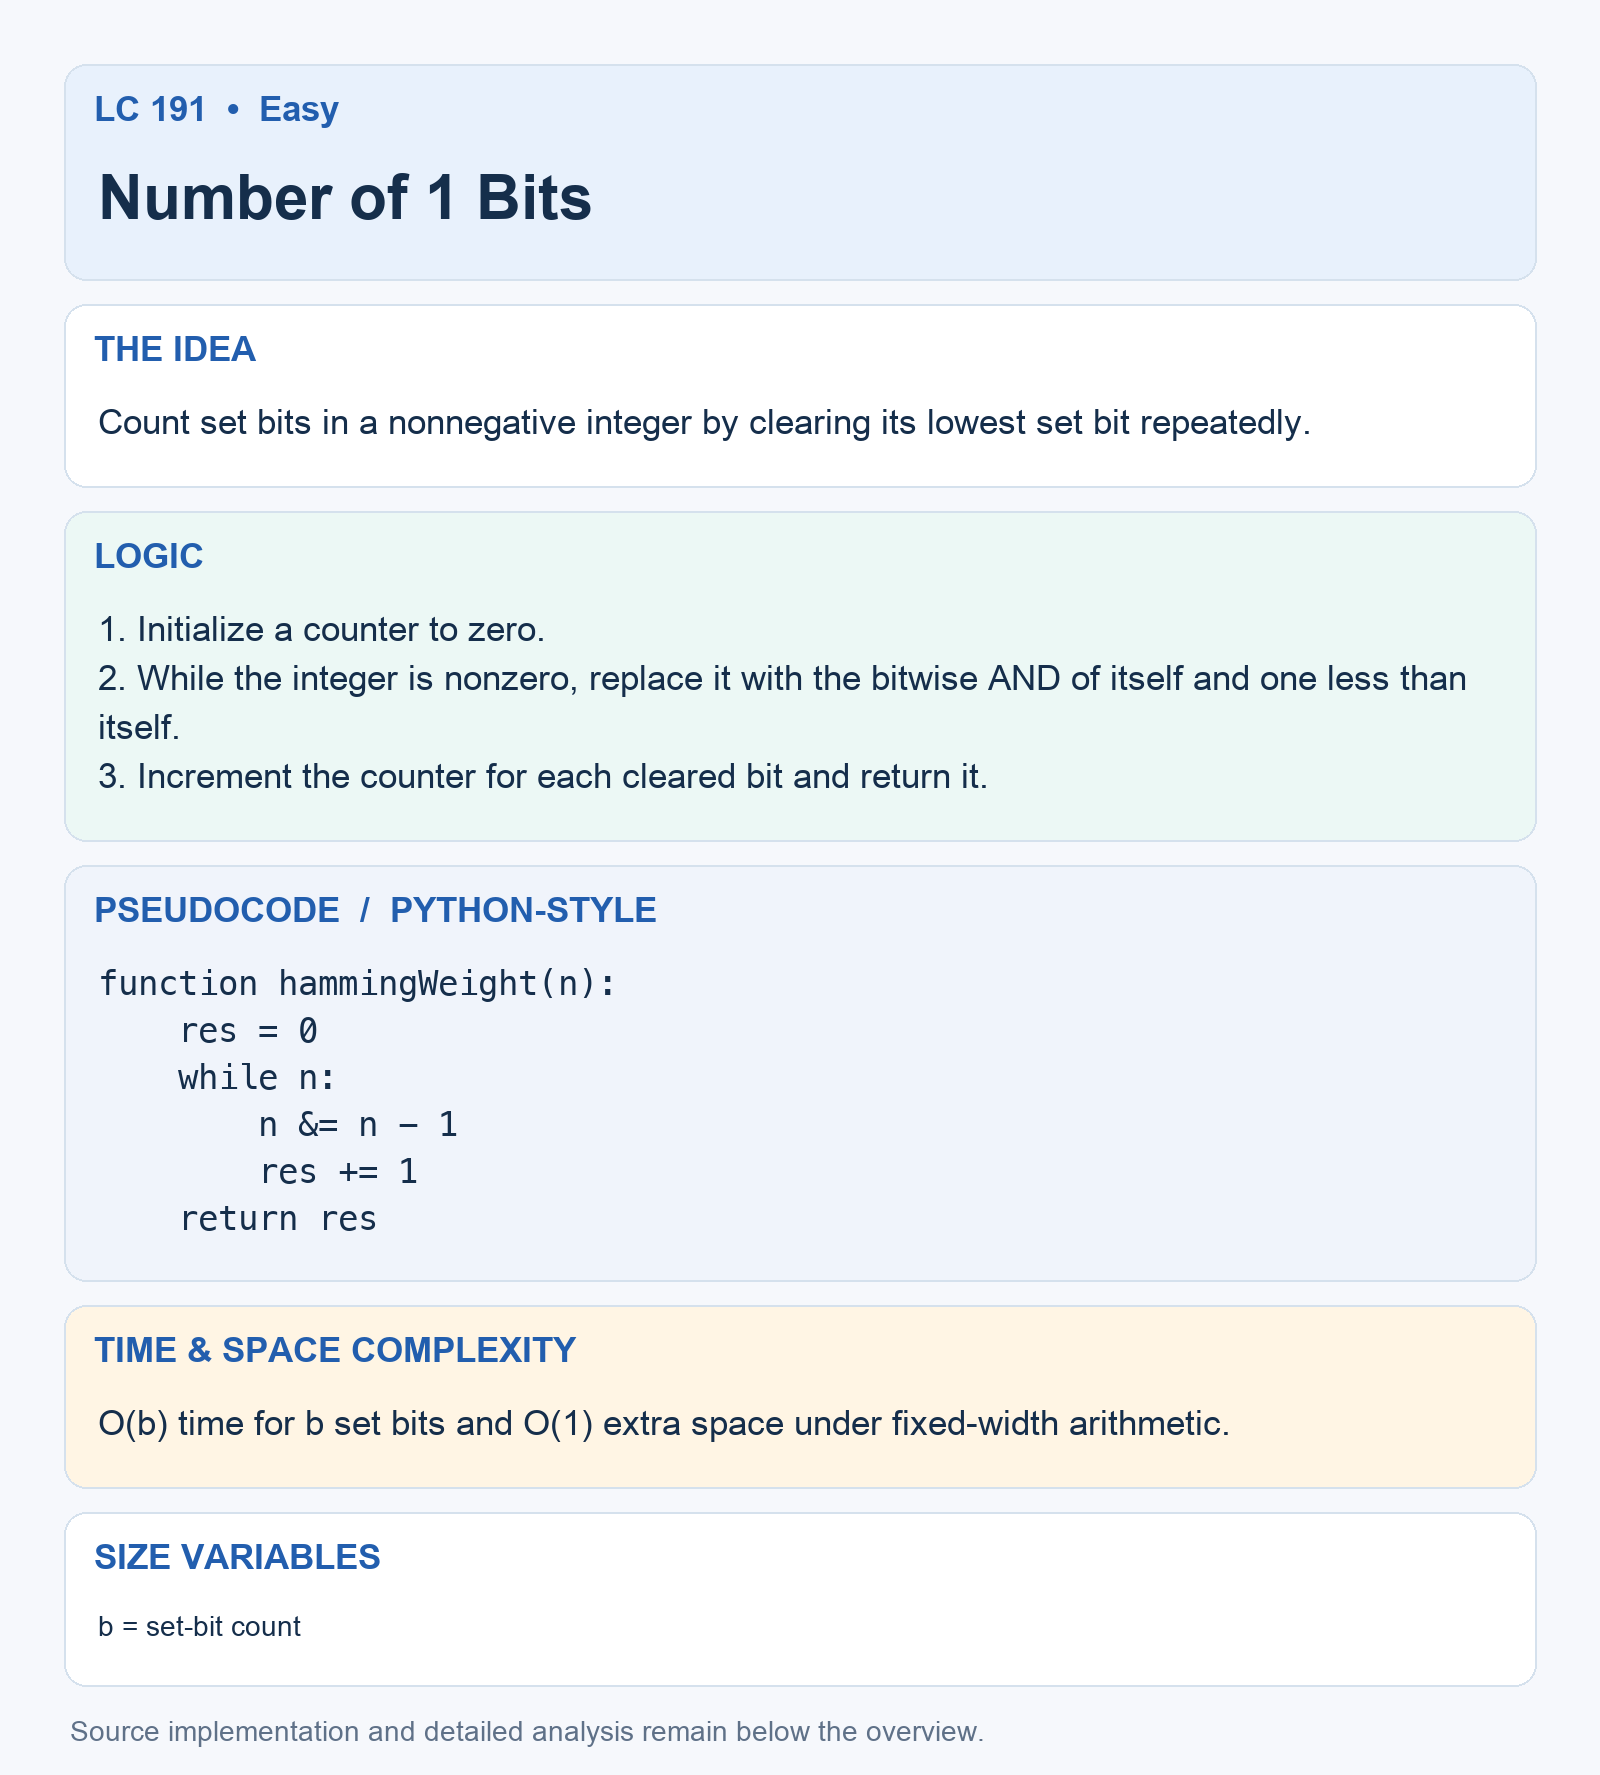 LC 191 • Easy
Number of 1 Bits
THE IDEA
Count set bits in a nonnegative integer by clearing its lowest set bit repeatedly.
LOGIC
1. Initialize a counter to zero.
2. While the integer is nonzero, replace it with the bitwise AND of itself and one less than
itself.
3. Increment the counter for each cleared bit and return it.
PSEUDOCODE / PYTHON-STYLE
function hammingWeight(n):
    res = 0
    while n:
        n &= n − 1
        res += 1
    return res
TIME & SPACE COMPLEXITY
O(b) time for b set bits and O(1) extra space under fixed-width arithmetic.
SIZE VARIABLES
b = set-bit count
Source implementation and detailed analysis remain below the overview.